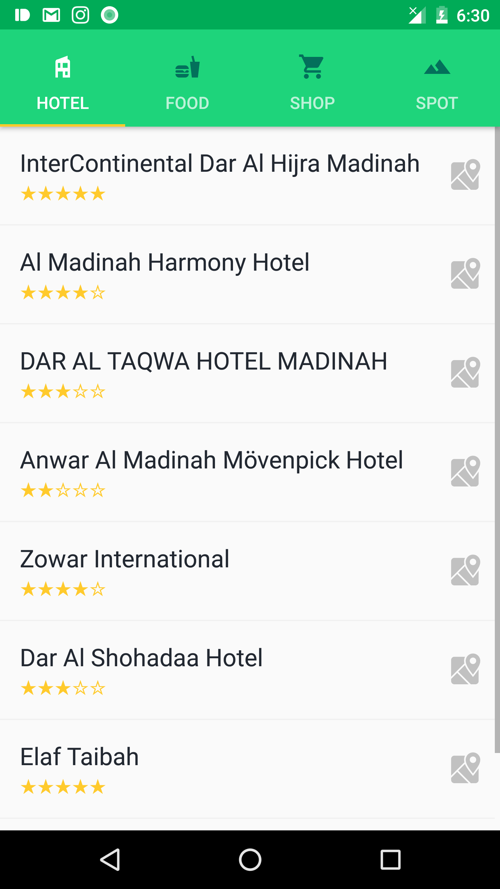 6:30
HOTEL FOOD SHOP SPOT
InterContinental Dar Al Hijra Madinah
★★★★★
Al Madinah Harmony Hotel
★★★★☆
DAR AL TAQWA HOTEL MADINAH
★★★☆☆
Anwar Al Madinah Mövenpick Hotel
★★☆☆☆
Zowar International
★★★★☆
Dar Al Shohadaa Hotel
★★★☆☆
Elaf Taibah
★★★★★